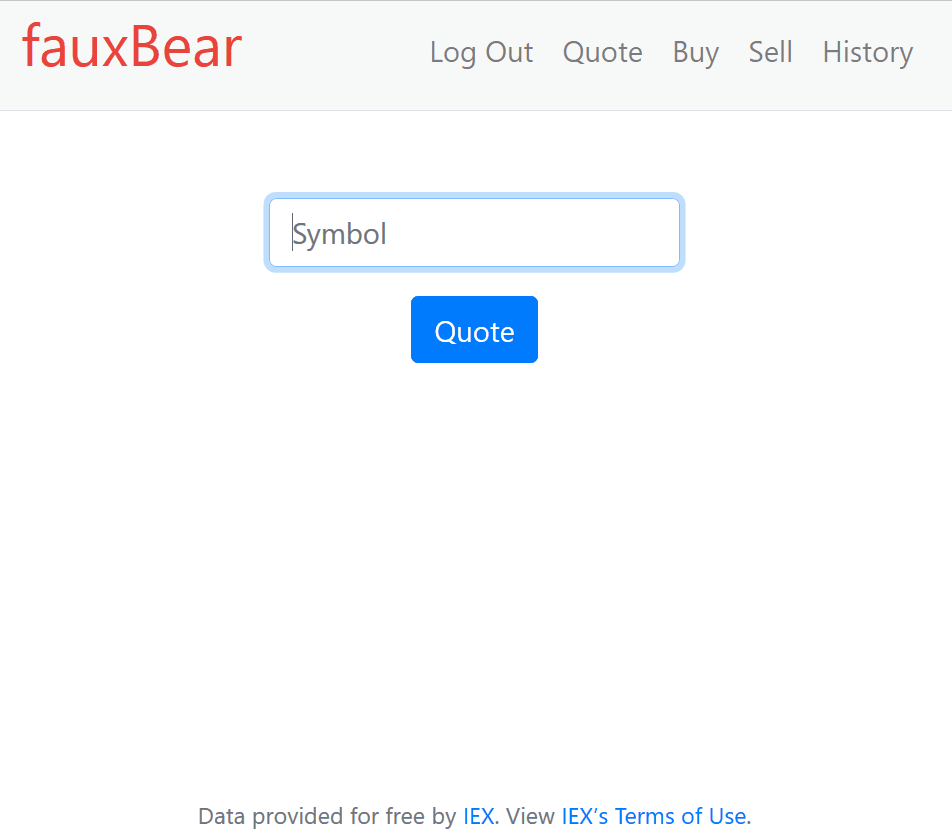 fauxBear Log Out Quote Buy Sell History
Symbol
Quote
Data provided for free by IEX. View IEX’s Terms of Use.